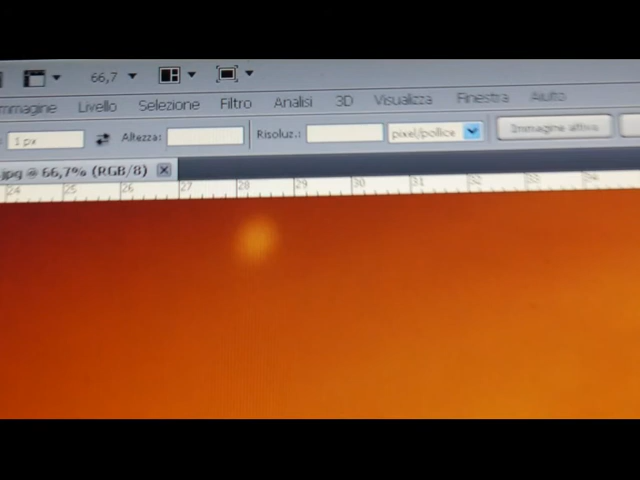 66,7
mmagine Livello Selezione Filtro Analisi 3D Visualizza Finestra Aiuto
: 1 px Altezza: Risoluz.: pixel/pollice Immagine attiva
.jpg @ 66,7% (RGB/8) x
24 25 26 27 28 29 30 31 32 33 34